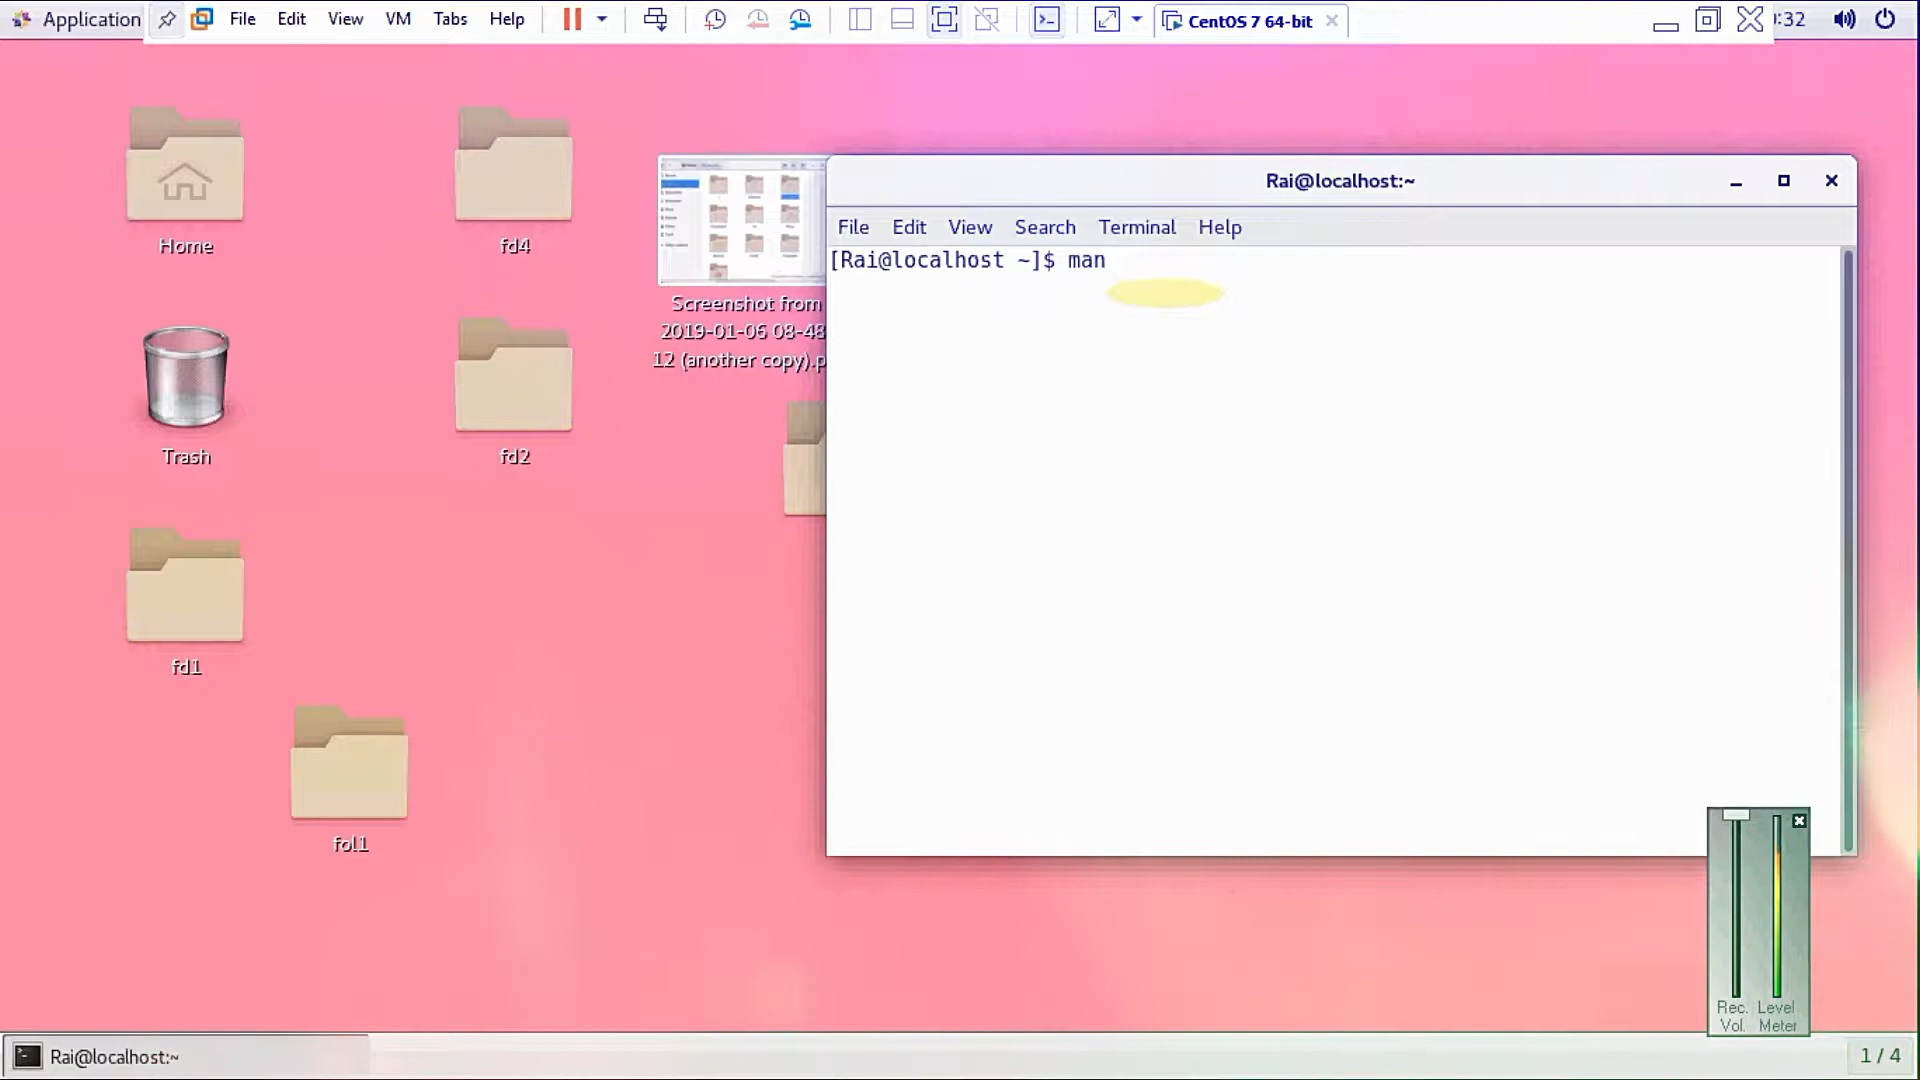 Application File Edit View VM Tabs Help CentOS 7 64-bit :32
Home
fd4
Screenshot from
2019-01-06 08-48
12 (another copy).p
Trash
fd2
fd1
fol1
Rai@localhost:~
File Edit View Search Terminal Help
[Rai@localhost ~]$ man
Rec. Level
Vol. Meter
Rai@localhost:~
1 / 4